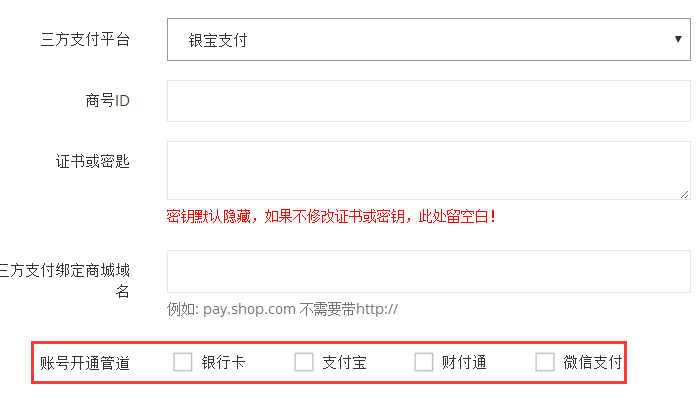 三方支付平台 银宝支付
商号ID
证书或密匙
密钥默认隐藏，如果不修改证书或密钥，此处留空白！
三方支付绑定商城域
名
例如: pay.shop.com 不需要带http://
账号开通管道 银行卡 支付宝 财付通 微信支付